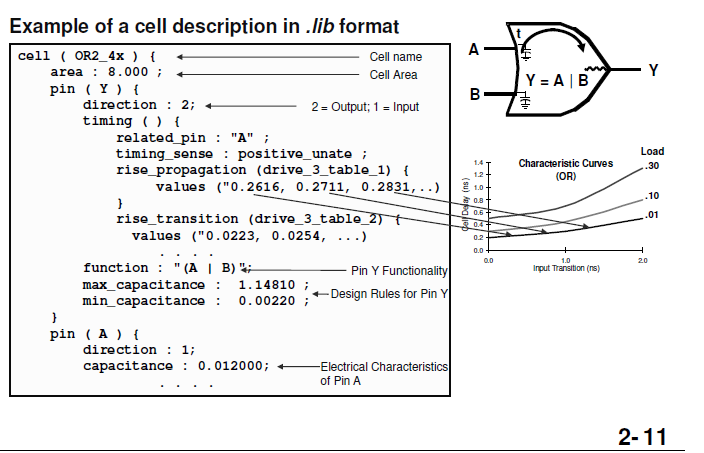 Example of a cell description in .lib format
cell ( OR2_4x ) {
Cell name
area : 8.000 ;
Cell Area
pin ( Y ) {
direction : 2;
2 = Output; 1 = Input
timing ( ) {
related_pin : "A" ;
timing_sense : positive_unate ;
rise_propagation (drive_3_table_1) {
values ("0.2616, 0.2711, 0.2831,..)
}
rise_transition (drive_3_table_2) {
values ("0.0223, 0.0254, ...)
. . . .
function : "(A | B)";
Pin Y Functionality
max_capacitance : 1.14810 ;
min_capacitance : 0.00220 ;
Design Rules for Pin Y
}
pin ( A ) {
direction : 1;
capacitance : 0.012000;
Electrical Characteristics
of Pin A
. . . .
t
A
B
Y = A | B
Y
Characteristic Curves
(OR)
Load
.30
.10
.01
Cell Delay (ns)
1.4
1.2
1.0
0.8
0.6
0.4
0.2
0.0
0.0 1.0 2.0
Input Transition (ns)
2- 11